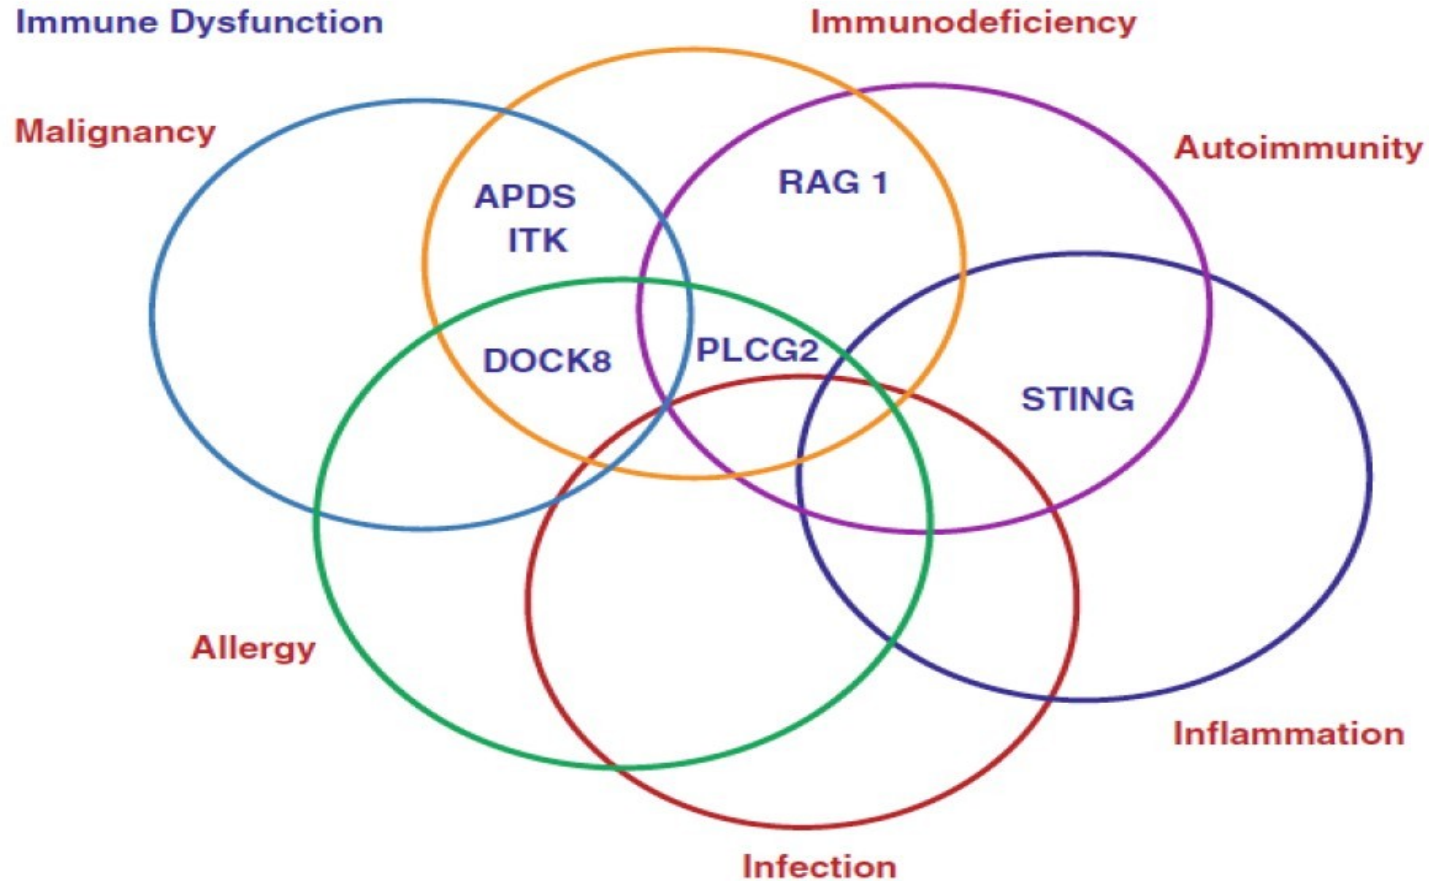 Immune Dysfunction
Immunodeficiency
Malignancy
Autoimmunity
RAG 1
APDS
ITK
DOCK8
PLCG2
STING
Allergy
Inflammation
Infection